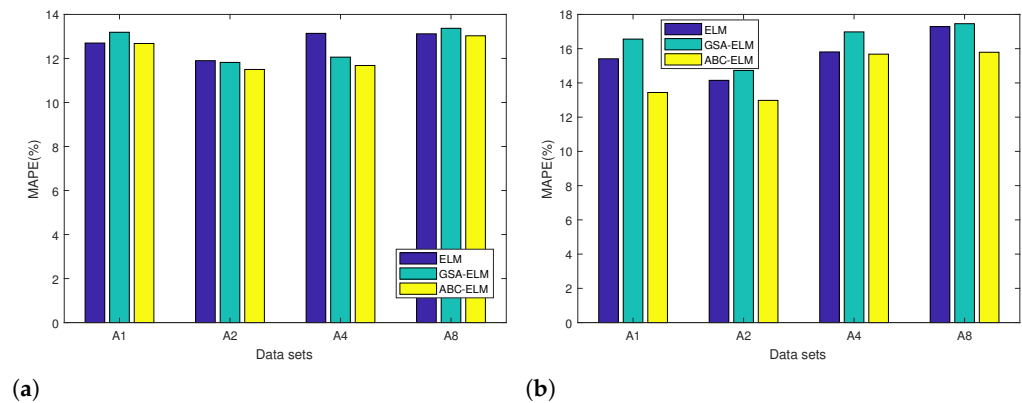 14
12
10
8
6
4
2
0
MAPE(%)
ELM
GSA-ELM
ABC-ELM
A1 A2 A4 A8
Data sets
(a)
18
16
14
12
10
8
6
4
2
0
MAPE(%)
ELM
GSA-ELM
ABC-ELM
A1 A2 A4 A8
Data sets
(b)